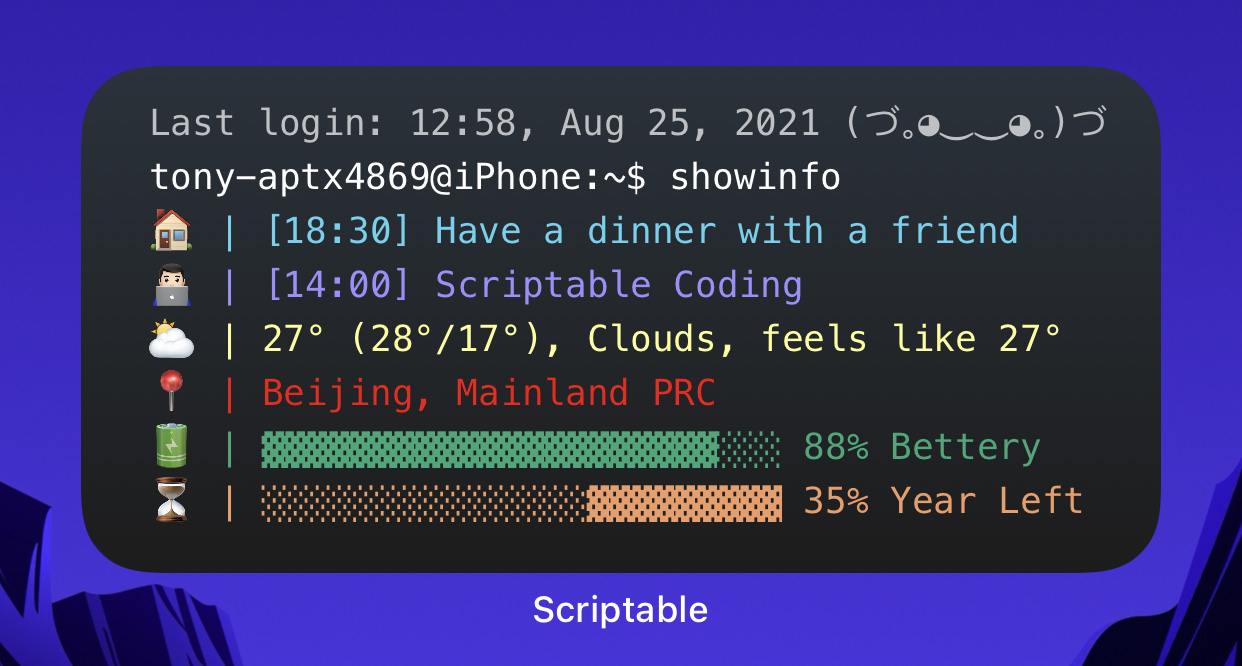 Last login: 12:58, Aug 25, 2021 (づ｡◕‿‿◕｡)づ
tony-aptx4869@iPhone:~$ showinfo
🏠 | [18:30] Have a dinner with a friend
👨🏻‍💻 | [14:00] Scriptable Coding
🌤 | 27° (28°/17°), Clouds, feels like 27°
📍 | Beijing, Mainland PRC
🔋 | ▓▓▓▓▓▓▓▓▓▓▓▓▓▓▓▓▓▓▓▓▓░░░ 88% Bettery
⏳ | ░░░░░░░░░░░░░░░▓▓▓▓▓▓▓▓▓ 35% Year Left
Scriptable